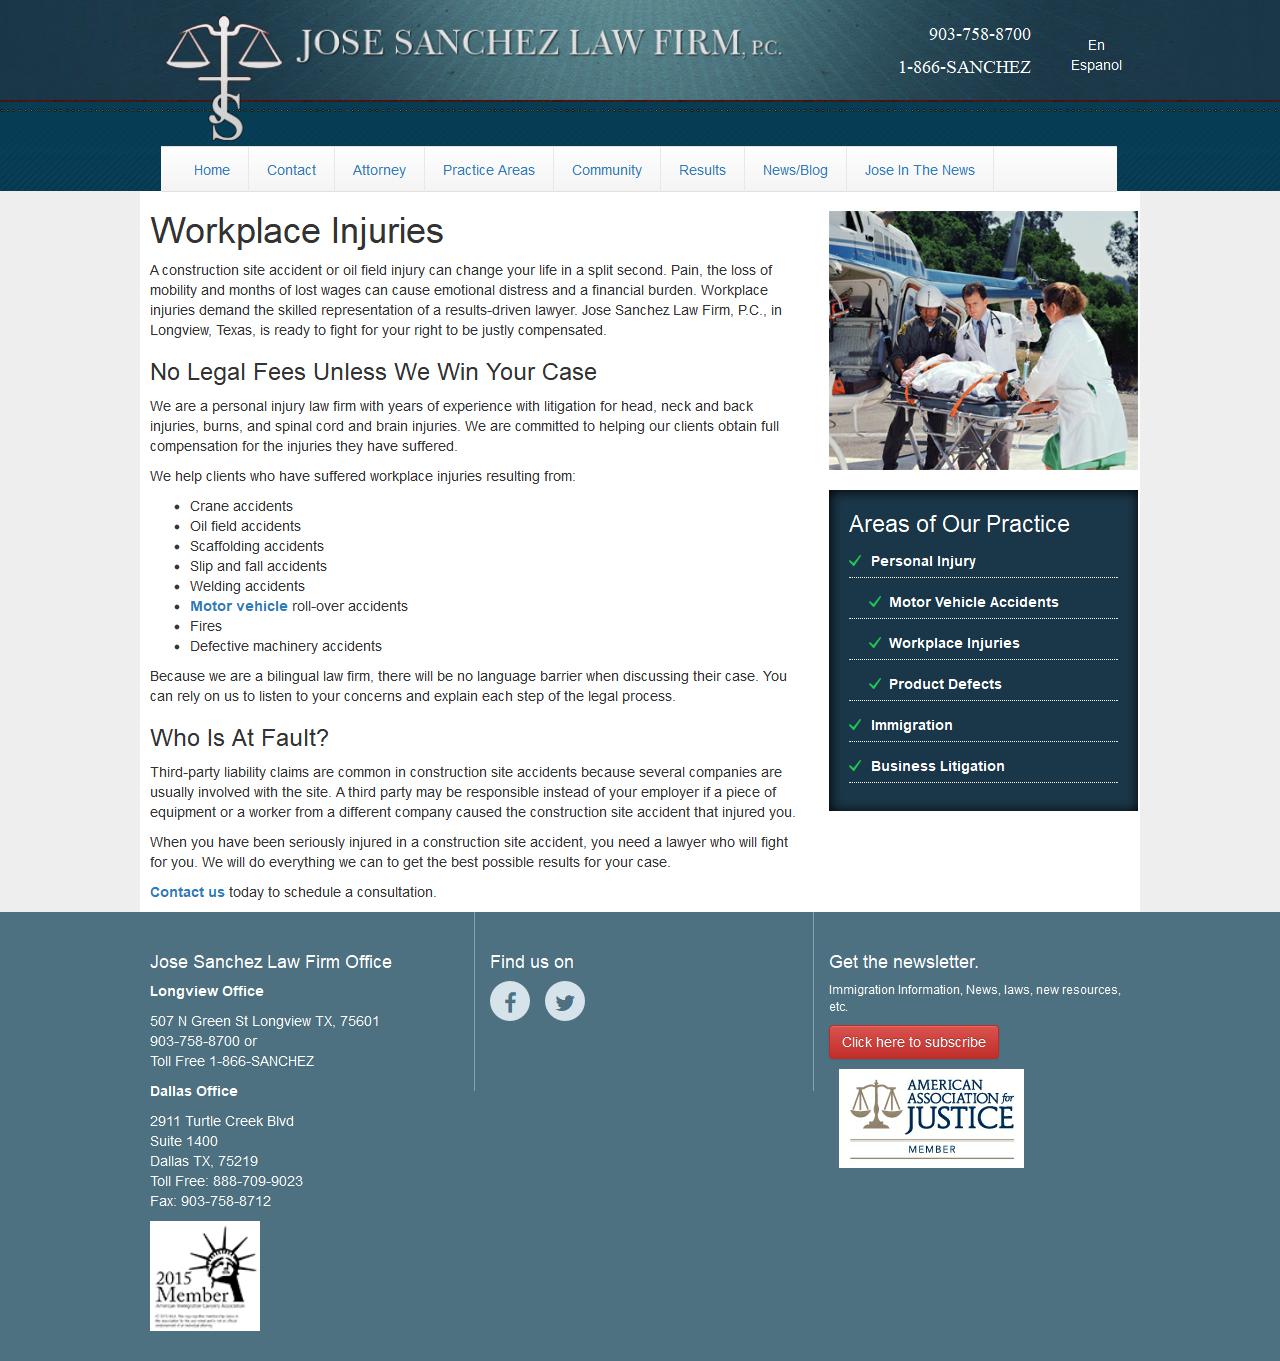 JOSE SANCHEZ LAW FIRM, P.C.
903-758-8700
1-866-SANCHEZ
En
Espanol
JS
Home
Contact
Attorney
Practice Areas
Community
Results
News/Blog
Jose In The News
Workplace Injuries
A construction site accident or oil field injury can change your life in a split second. Pain, the loss of
mobility and months of lost wages can cause emotional distress and a financial burden. Workplace
injuries demand the skilled representation of a results-driven lawyer. Jose Sanchez Law Firm, P.C., in
Longview, Texas, is ready to fight for your right to be justly compensated.
No Legal Fees Unless We Win Your Case
We are a personal injury law firm with years of experience with litigation for head, neck and back
injuries, burns, and spinal cord and brain injuries. We are committed to helping our clients obtain full
compensation for the injuries they have suffered.
We help clients who have suffered workplace injuries resulting from:
Crane accidents
Oil field accidents
Scaffolding accidents
Slip and fall accidents
Welding accidents
Motor vehicle roll-over accidents
Fires
Defective machinery accidents
Because we are a bilingual law firm, there will be no language barrier when discussing their case. You
can rely on us to listen to your concerns and explain each step of the legal process.
Who Is At Fault?
Third-party liability claims are common in construction site accidents because several companies are
usually involved with the site. A third party may be responsible instead of your employer if a piece of
equipment or a worker from a different company caused the construction site accident that injured you.
When you have been seriously injured in a construction site accident, you need a lawyer who will fight
for you. We will do everything we can to get the best possible results for your case.
Contact us today to schedule a consultation.
Areas of Our Practice
Personal Injury
Motor Vehicle Accidents
Workplace Injuries
Product Defects
Immigration
Business Litigation
Jose Sanchez Law Firm Office
Longview Office
507 N Green St Longview TX, 75601
903-758-8700 or
Toll Free 1-866-SANCHEZ
Dallas Office
2911 Turtle Creek Blvd
Suite 1400
Dallas TX, 75219
Toll Free: 888-709-9023
Fax: 903-758-8712
2015
Member
American Immigration Lawyers Association
Find us on
Get the newsletter.
Immigration Information, News, laws, new resources,
etc.
Click here to subscribe
AMERICAN
ASSOCIATION for
JUSTICE
MEMBER